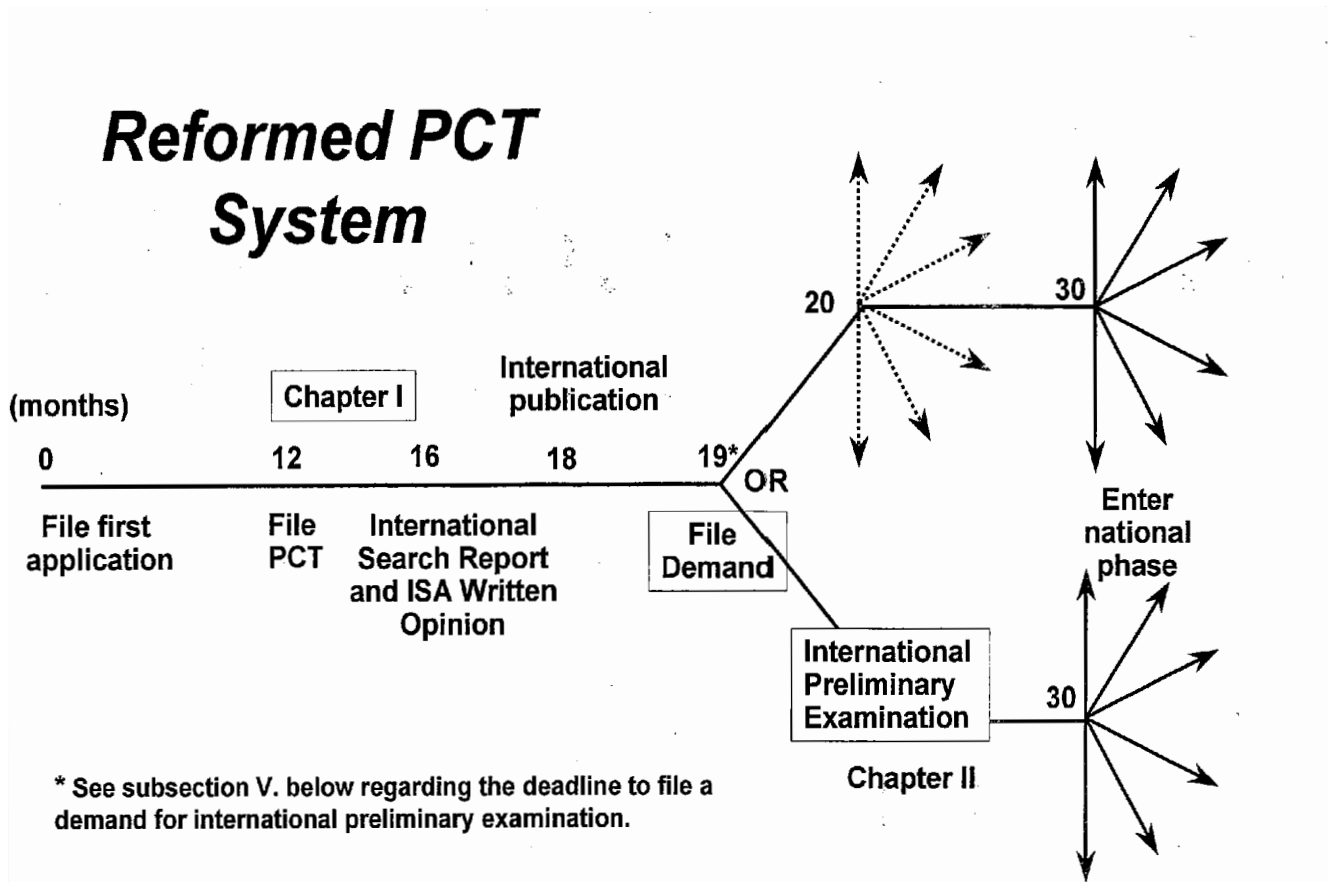 Reformed PCT
System
20
30
International
publication
Chapter I
(months)
0
12
16
18
19*
OR
File first
application
File
PCT
International
Search Report
and ISA Written
Opinion
File
Demand
Enter
national
phase
International
Preliminary
Examination
30
Chapter II
* See subsection V. below regarding the deadline to file a
demand for international preliminary examination.